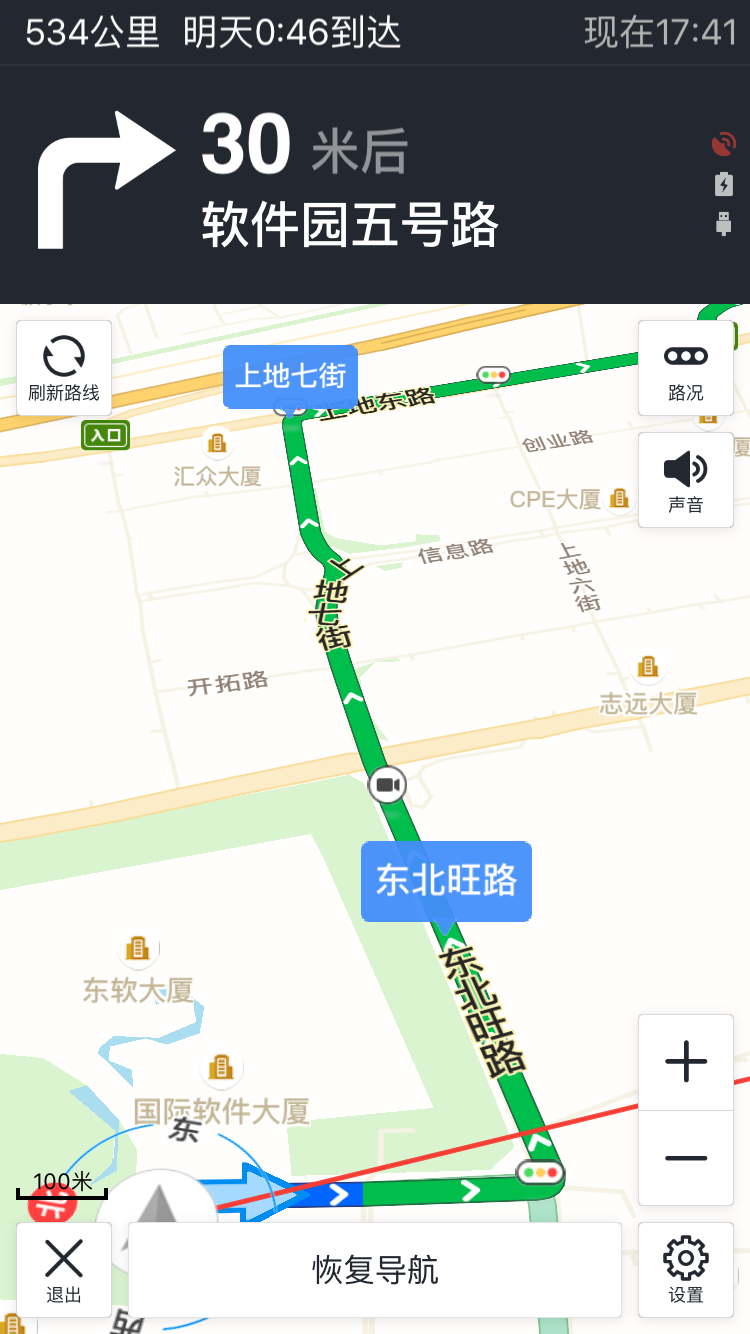 534公里 明天0:46到达 现在17:41
30 米后
软件园五号路
刷新路线
上地七街
路况
上地东路
入口
创业路
汇众大厦
CPE大厦
声音
信息路
上地六街
上地七街
开拓路
志远大厦
东北旺路
东北旺路
东软大厦
国际软件大厦
东
100米
退出
恢复导航
设置